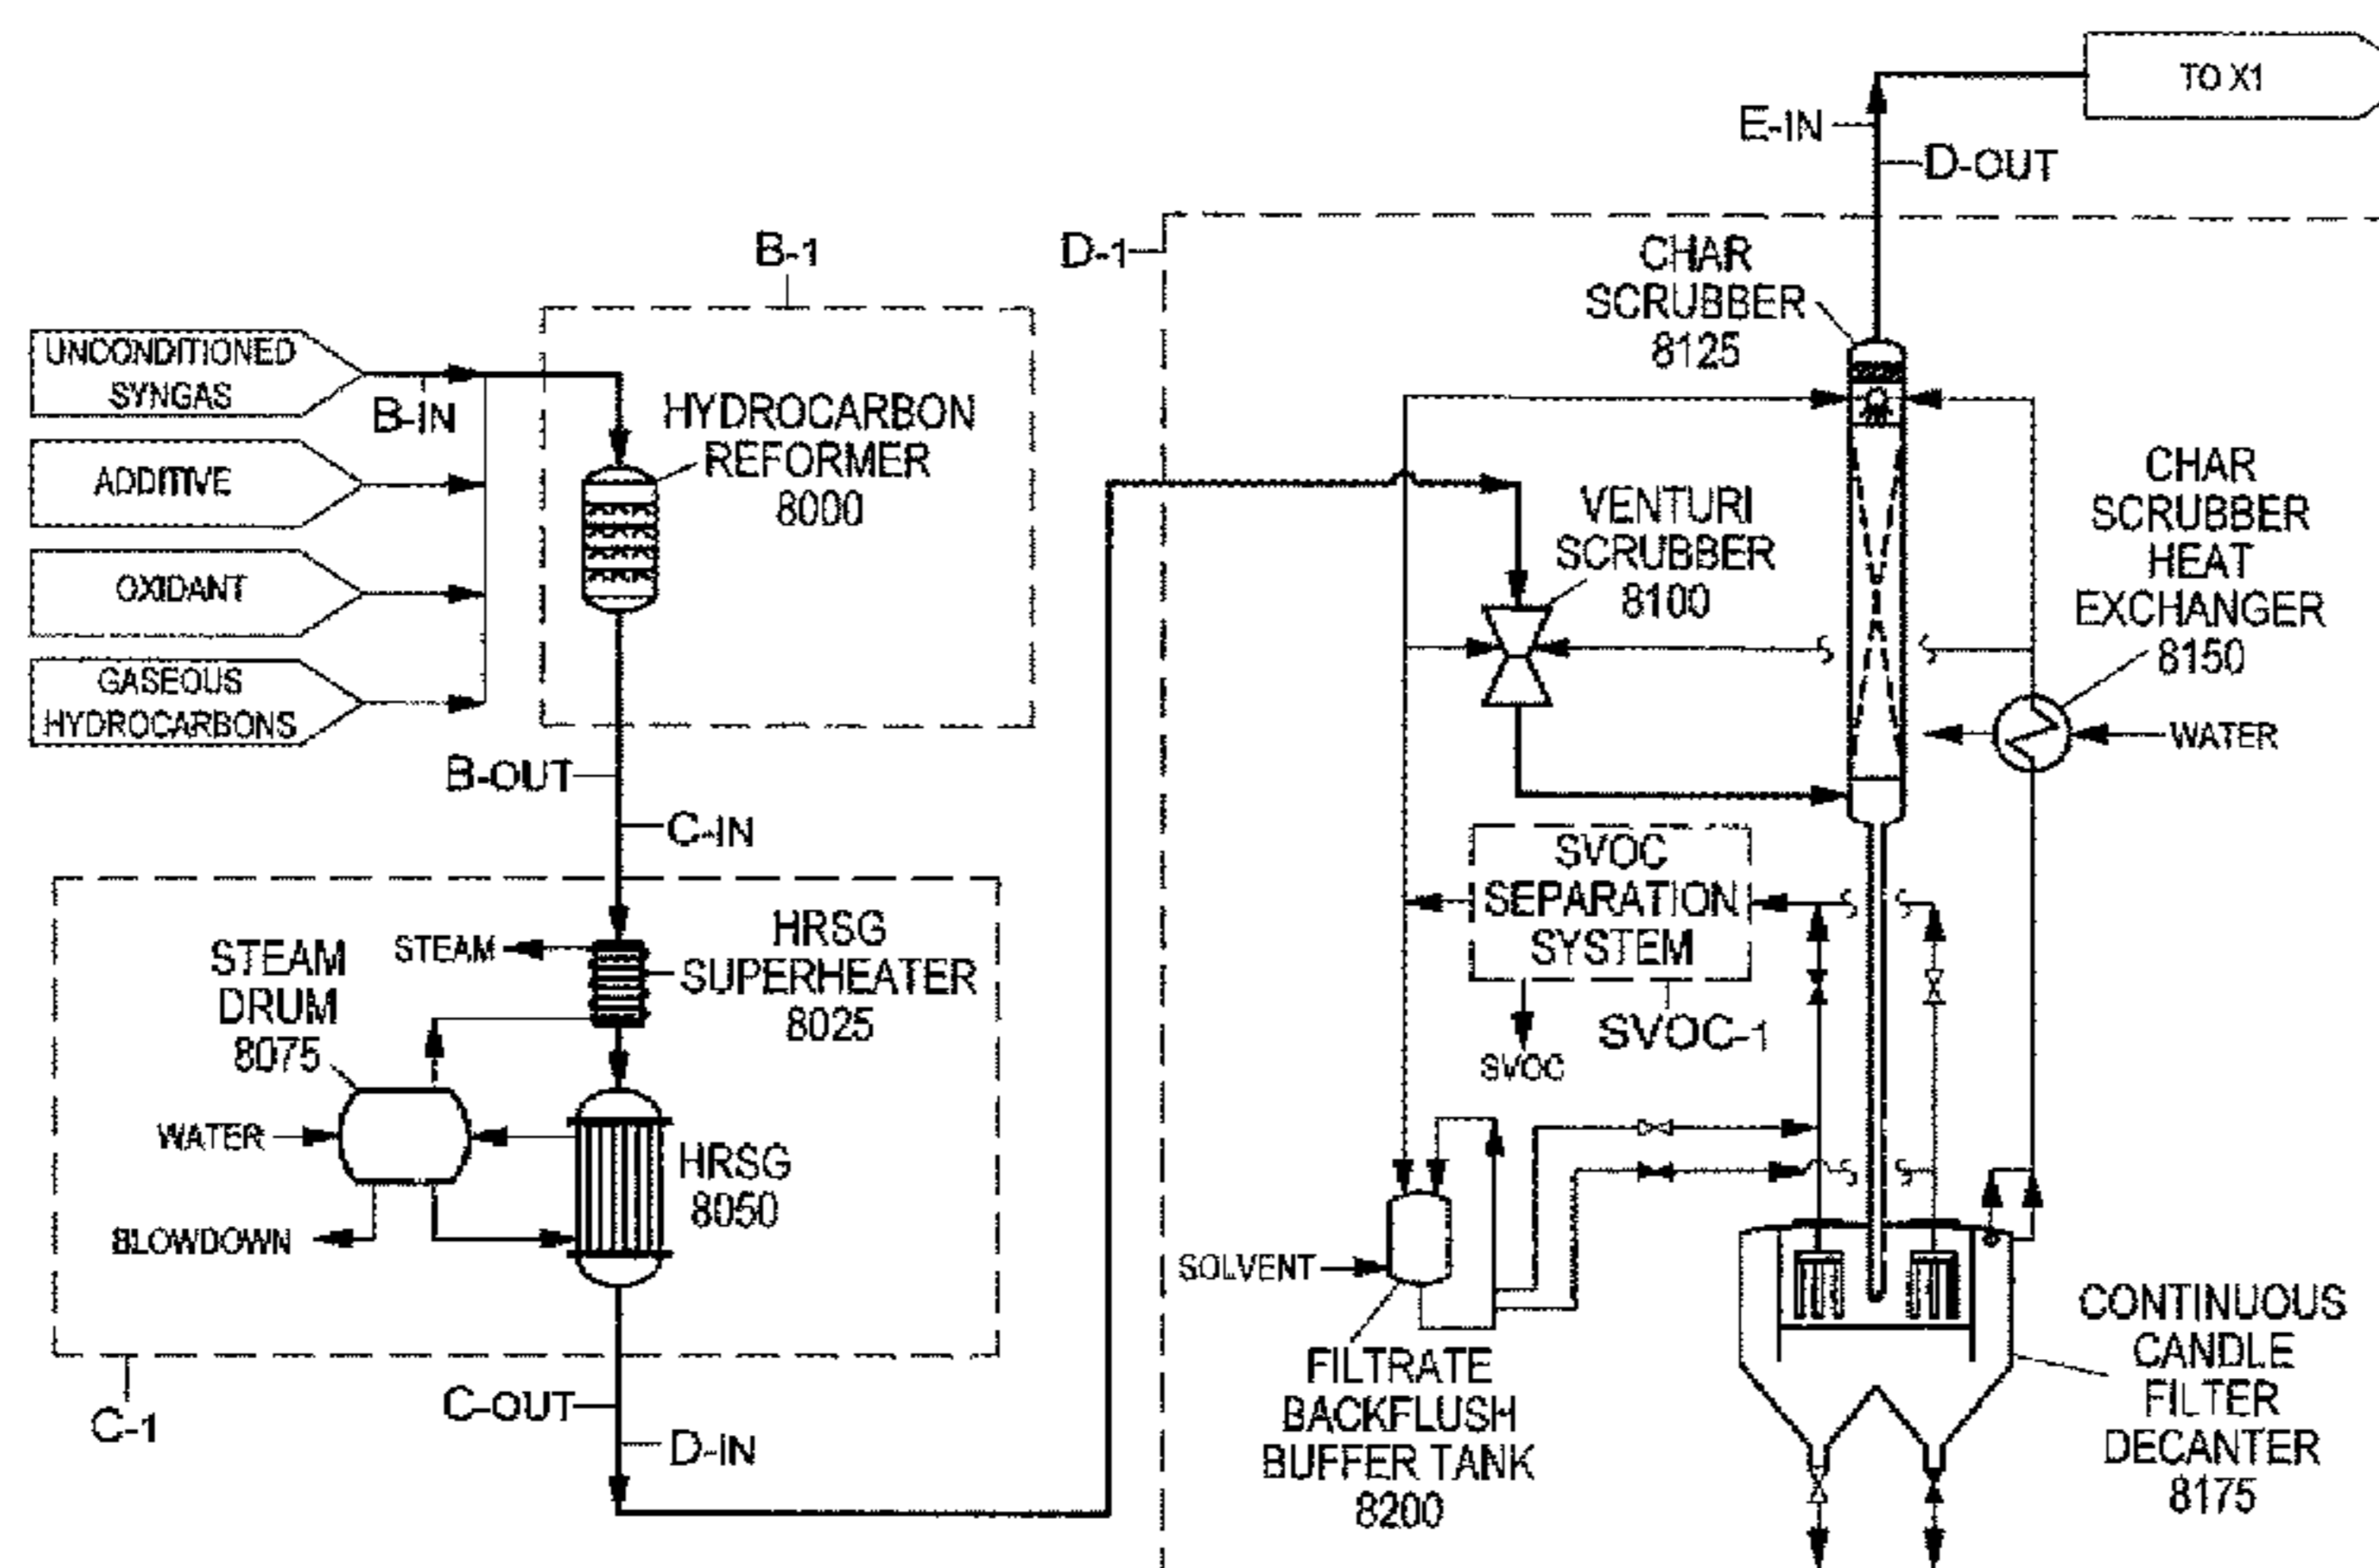 TO X1
E-IN
D-OUT
B-1
D-1
CHAR
SCRUBBER
8125
UNCONDITIONED
SYNGAS
B-IN
HYDROCARBON
REFORMER
8000
ADDITIVE
OXIDANT
GASEOUS
HYDROCARBONS
VENTURI
SCRUBBER
8100
CHAR
SCRUBBER
HEAT
EXCHANGER
8150
WATER
B-OUT
C-IN
SVOC
SEPARATION
SYSTEM
SVOC-1
SVOC
STEAM
HRSG
SUPERHEATER
8025
STEAM
DRUM
8075
WATER
HRSG
8050
BLOWDOWN
SOLVENT
FILTRATE
BACKFLUSH
BUFFER TANK
8200
CONTINUOUS
CANDLE
FILTER
DECANTER
8175
C-1
C-OUT
D-IN